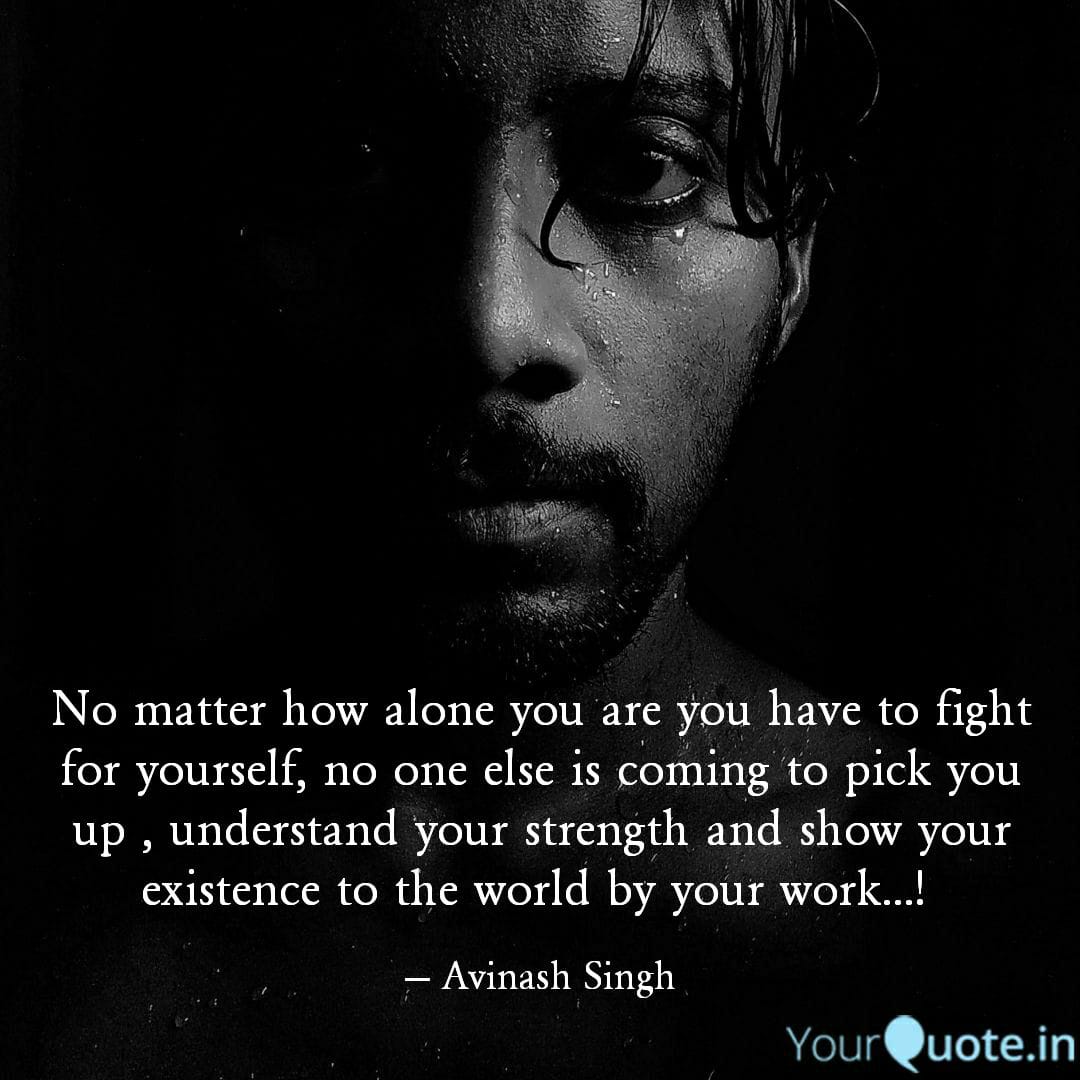 No matter how alone you are you have to fight
for yourself, no one else is coming to pick you
up , understand your strength and show your
existence to the world by your work...!
– Avinash Singh
YourQuote.in